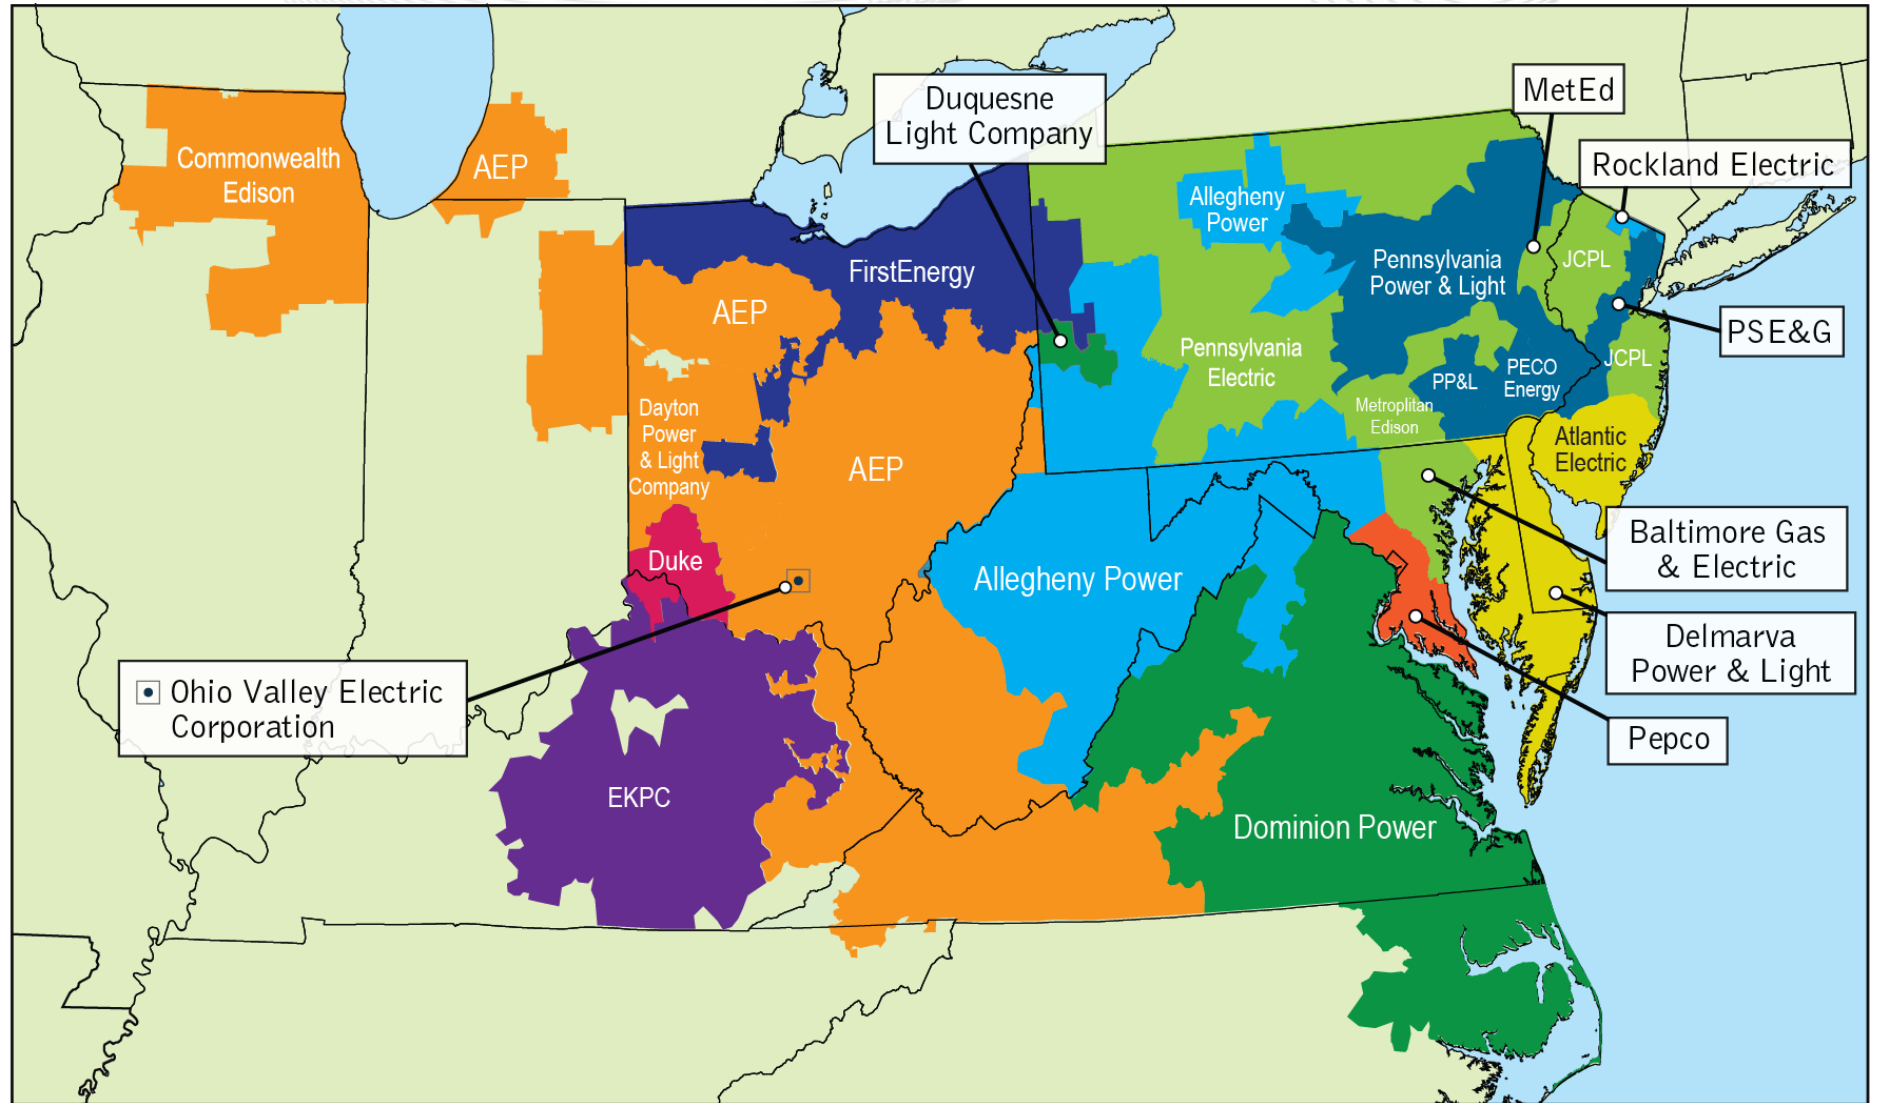 Duquesne
Light Company
MetEd
Rockland Electric
Commonwealth
Edison
AEP
Allegheny
Power
FirstEnergy
Pennsylvania
Power & Light
JCPL
AEP
PSE&G
Pennsylvania
Electric
JCPL
PP&L
PECO
Energy
Dayton
Power
& Light
Company
Metroplitan
Edison
AEP
Atlantic
Electric
Baltimore Gas
& Electric
Duke
Allegheny Power
Delmarva
Power & Light
Ohio Valley Electric
Corporation
Pepco
EKPC
Dominion Power